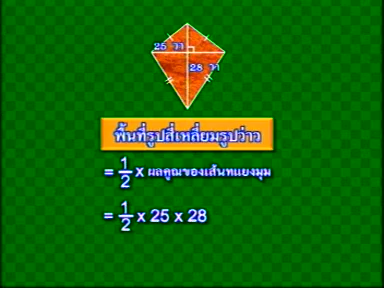 25 วา
28 วา
พื้นที่รูปสี่เหลี่ยมรูปว่าว
= 1/2 x ผลคูณของเส้นทแยงมุม
= 1/2 x 25 x 28